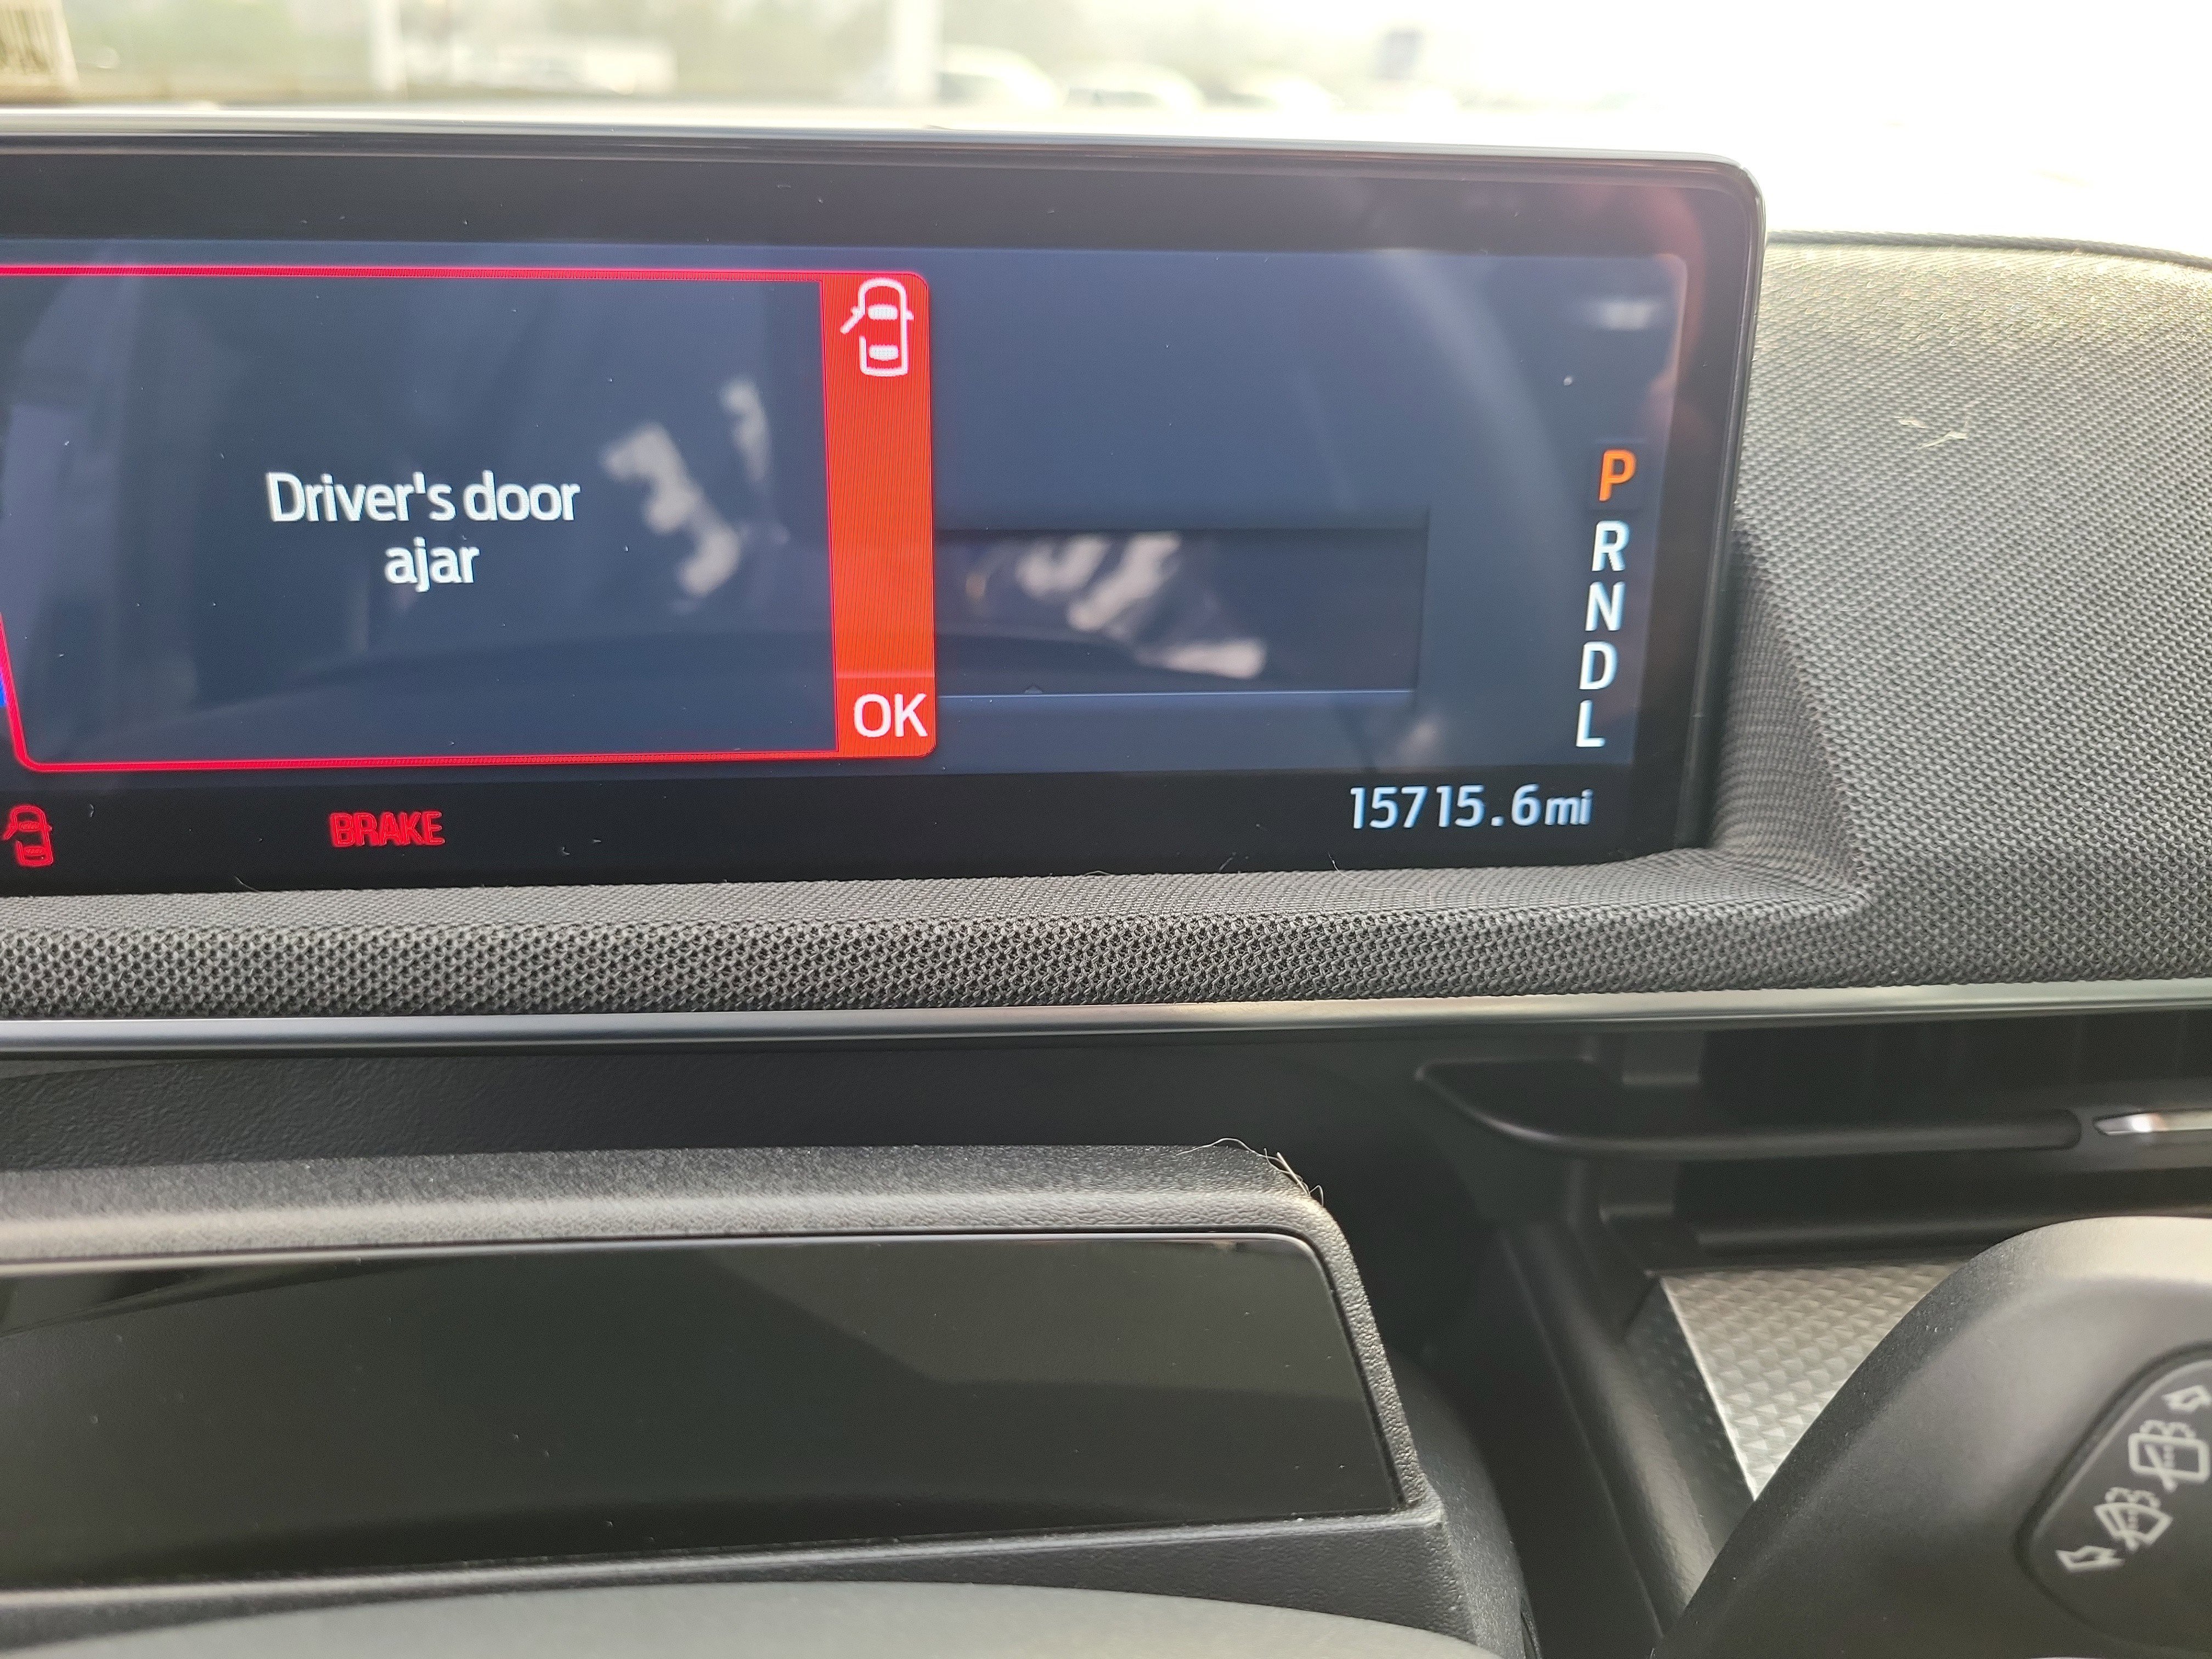 Driver's door
ajar
OK
P
R
N
D
L
BRAKE
15715.6mi